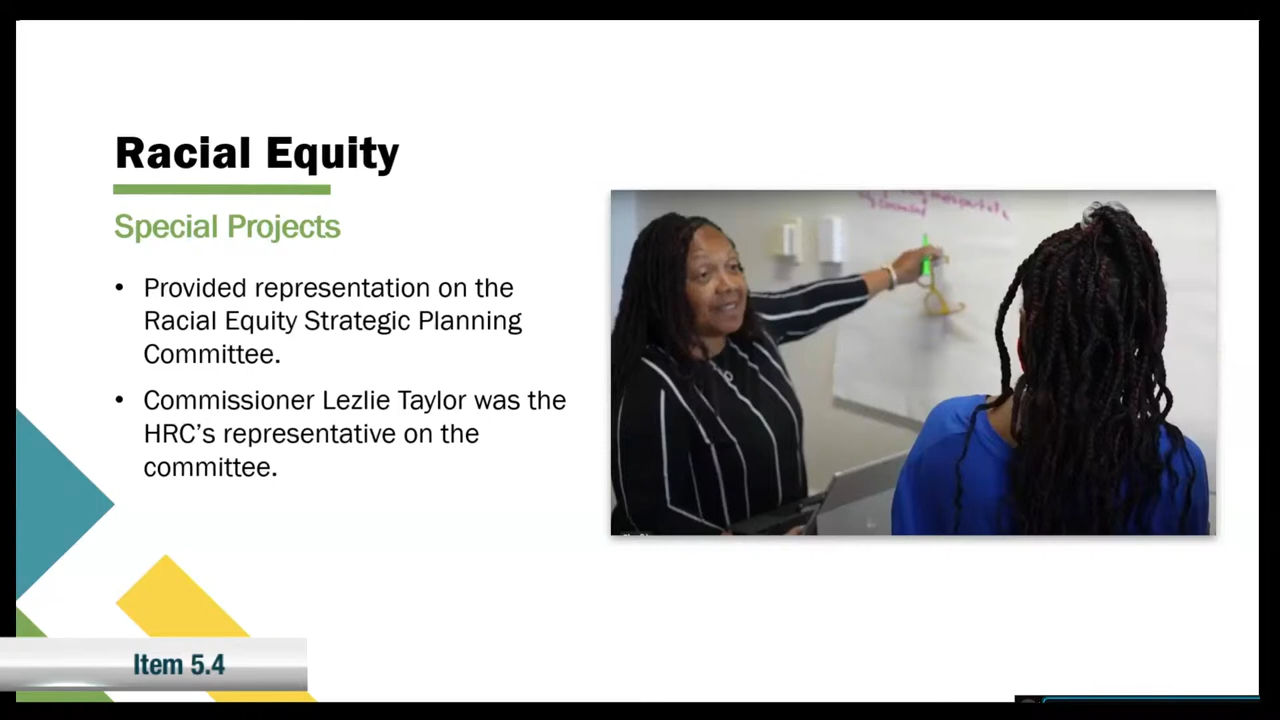 Racial Equity
Special Projects
• Provided representation on the
Racial Equity Strategic Planning
Committee.
• Commissioner Lezlie Taylor was the
HRC's representative on the
committee.
Item 5.4